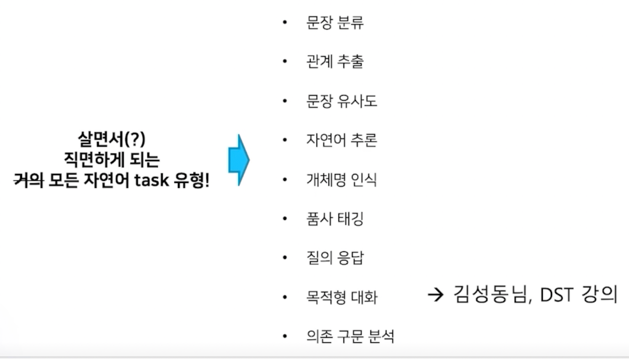 살면서(?)
직면하게 되는
거의 모든 자연어 task 유형!
• 문장 분류
• 관계 추출
• 문장 유사도
• 자연어 추론
• 개체명 인식
• 품사 태깅
• 질의 응답
• 목적형 대화 → 김성동님, DST 강의
• 의존 구문 분석